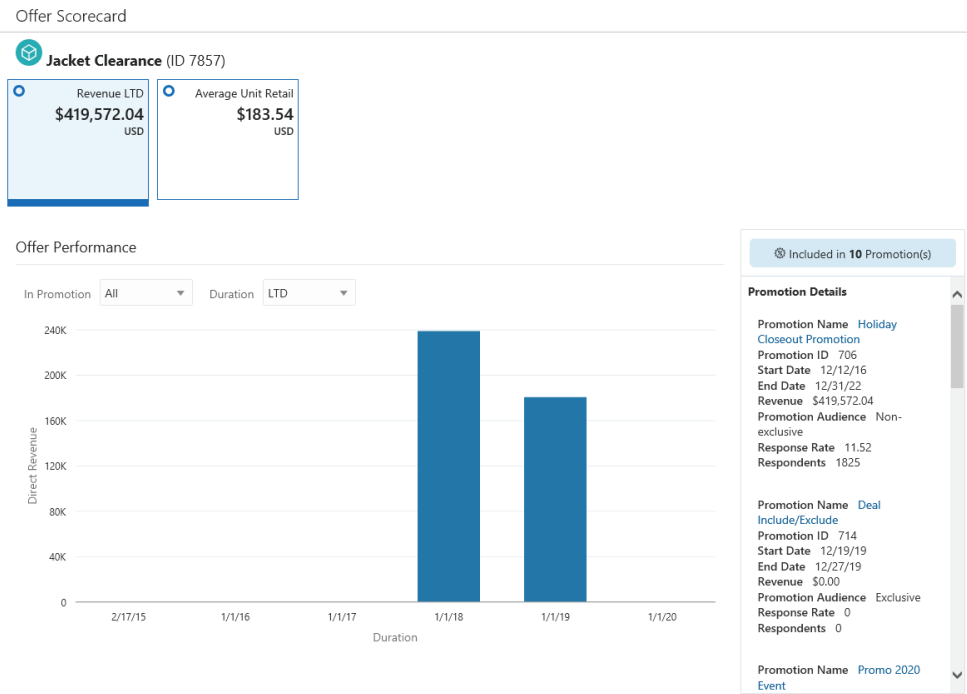 Offer Scorecard
Jacket Clearance (ID 7857)
Revenue LTD
$419,572.04
USD
Average Unit Retail
$183.54
USD
Offer Performance
In Promotion All
Duration LTD
240K
200K
160K
120K
80K
40K
0
Direct Revenue
2/17/15
1/1/16
1/1/17
1/1/18
1/1/19
1/1/20
Duration
Included in 10 Promotion(s)
Promotion Details
Promotion Name Holiday
Closeout Promotion
Promotion ID 706
Start Date 12/12/16
End Date 12/31/22
Revenue $419,572.04
Promotion Audience Non-
exclusive
Response Rate 11.52
Respondents 1825
Promotion Name Deal
Include/Exclude
Promotion ID 714
Start Date 12/19/19
End Date 12/27/19
Revenue $0.00
Promotion Audience Exclusive
Response Rate 0
Respondents 0
Promotion Name Promo 2020
Event